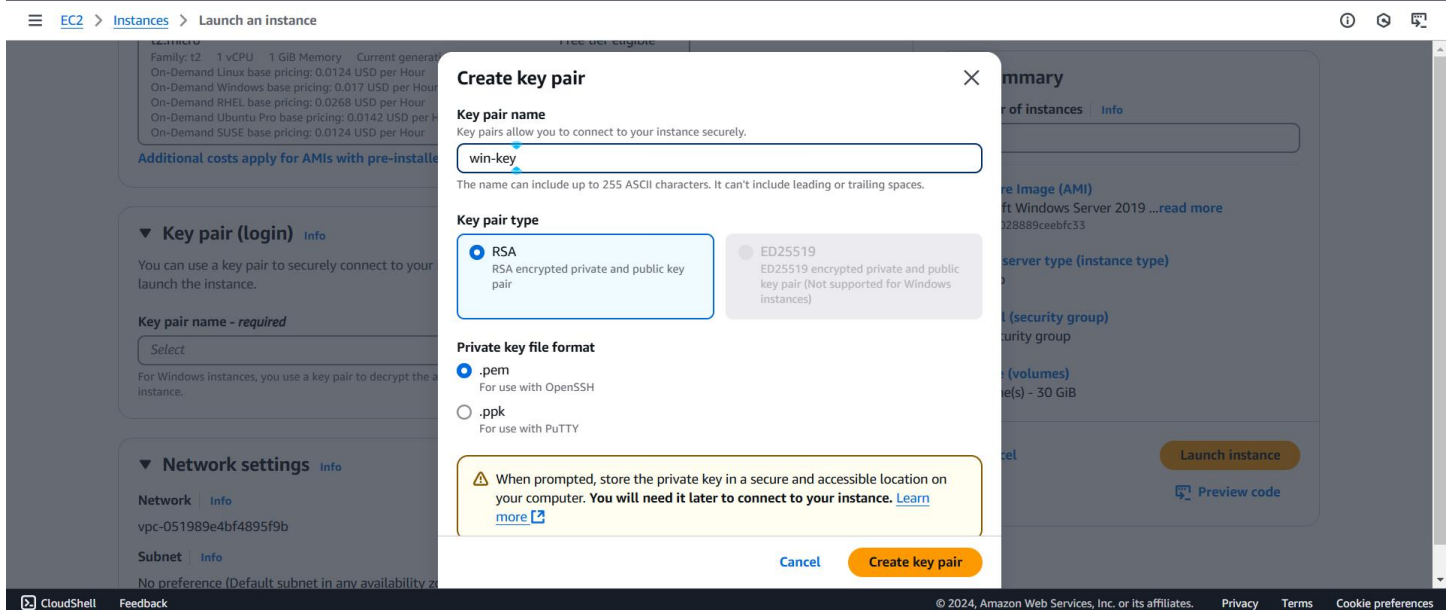 EC2 > Instances > Launch an instance
t2.micro Free tier eligible
Family: t2 1 vCPU 1 GiB Memory Current generati
On-Demand Linux base pricing: 0.0124 USD per Hour
On-Demand Windows base pricing: 0.017 USD per Hour
On-Demand RHEL base pricing: 0.0268 USD per Hour
On-Demand Ubuntu Pro base pricing: 0.0142 USD per H
On-Demand SUSE base pricing: 0.0124 USD per Hour
Additional costs apply for AMIs with pre-installe
Key pair (login) Info
You can use a key pair to securely connect to your
launch the instance.
Key pair name - required
Select
For Windows instances, you use a key pair to decrypt the a
instance.
Network settings Info
Network Info
vpc-051989e4bf4895f9b
Subnet Info
No preference (Default subnet in any availability zo
Create key pair
Key pair name
Key pairs allow you to connect to your instance securely.
win-key
The name can include up to 255 ASCII characters. It can't include leading or trailing spaces.
Key pair type
RSA
RSA encrypted private and public key
pair
ED25519
ED25519 encrypted private and public
key pair (Not supported for Windows
instances)
Private key file format
.pem
For use with OpenSSH
.ppk
For use with PuTTY
When prompted, store the private key in a secure and accessible location on
your computer. You will need it later to connect to your instance. Learn
more
Cancel Create key pair
mmary
r of instances Info
re Image (AMI)
ft Windows Server 2019 ...read more
028889ceebfc33
server type (instance type)
l (security group)
curity group
e (volumes)
ne(s) - 30 GiB
cel Launch instance
Preview code
CloudShell Feedback © 2024, Amazon Web Services, Inc. or its affiliates. Privacy Terms Cookie preferences